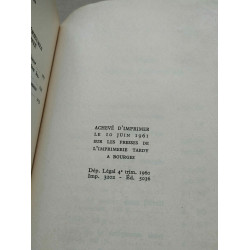 ACHEVÉ D'IMPRIMER
LE 20 JUIN 1961
SUR LES PRESSES DE
L'IMPRIMERIE TARDY
A BOURGES
Dép. Légal 4e trim. 1960
Imp. 3202 - Éd. 3036